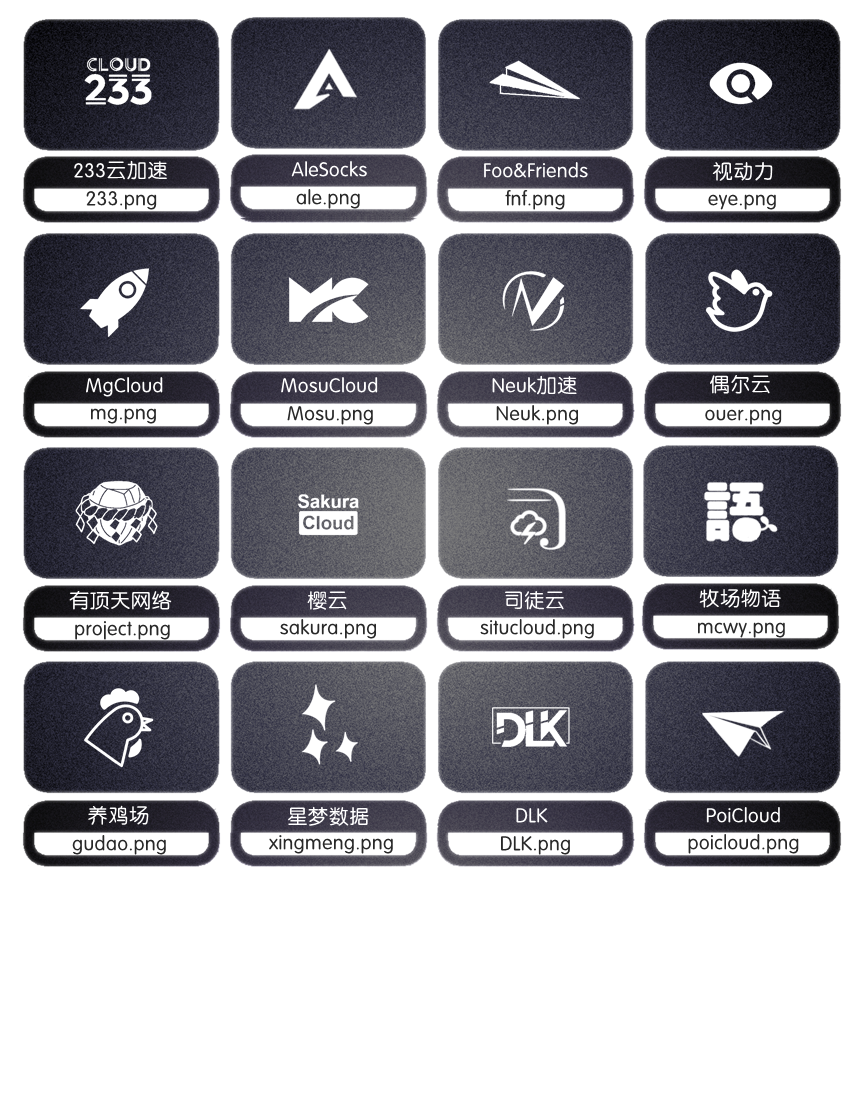 CLOUD
233
233云加速
AleSocks
Foo&Friends
视动力
233.png
ale.png
fnf.png
eye.png
MgCloud
MosuCloud
Neuk加速
偶尔云
mg.png
Mosu.png
Neuk.png
ouer.png
Sakura
Cloud
語
有顶天网络
樱云
司徒云
牧场物语
project.png
sakura.png
situcloud.png
mcwy.png
DLK
养鸡场
星梦数据
DLK
PoiCloud
gudao.png
xingmeng.png
DLK.png
poicloud.png